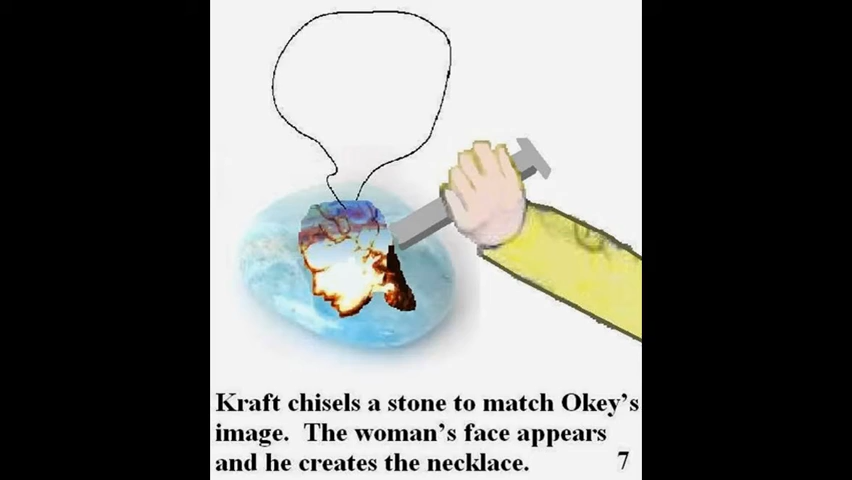 Kraft chisels a stone to match Okey's
image. The woman's face appears
and he creates the necklace. 7